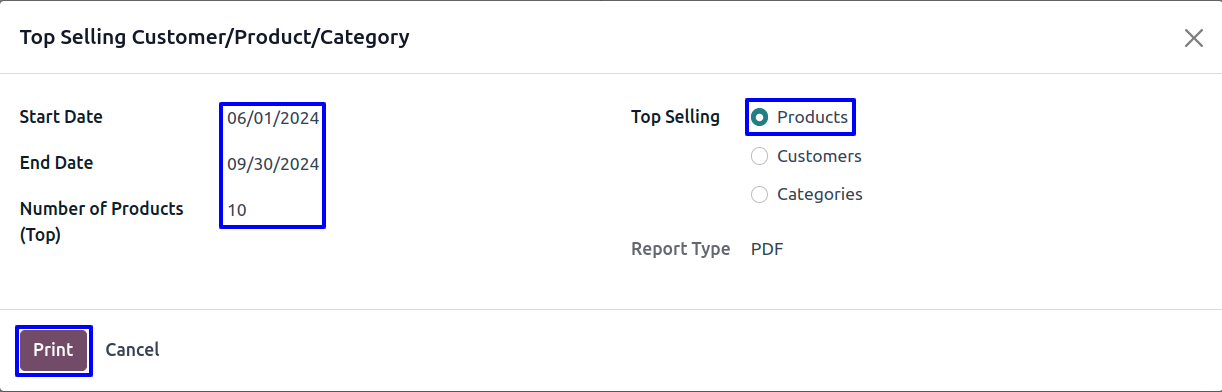 Top Selling Customer/Product/Category
Start Date
06/01/2024
End Date
09/30/2024
Number of Products
(Top)
10
Top Selling
Products
Customers
Categories
Report Type
PDF
Print
Cancel